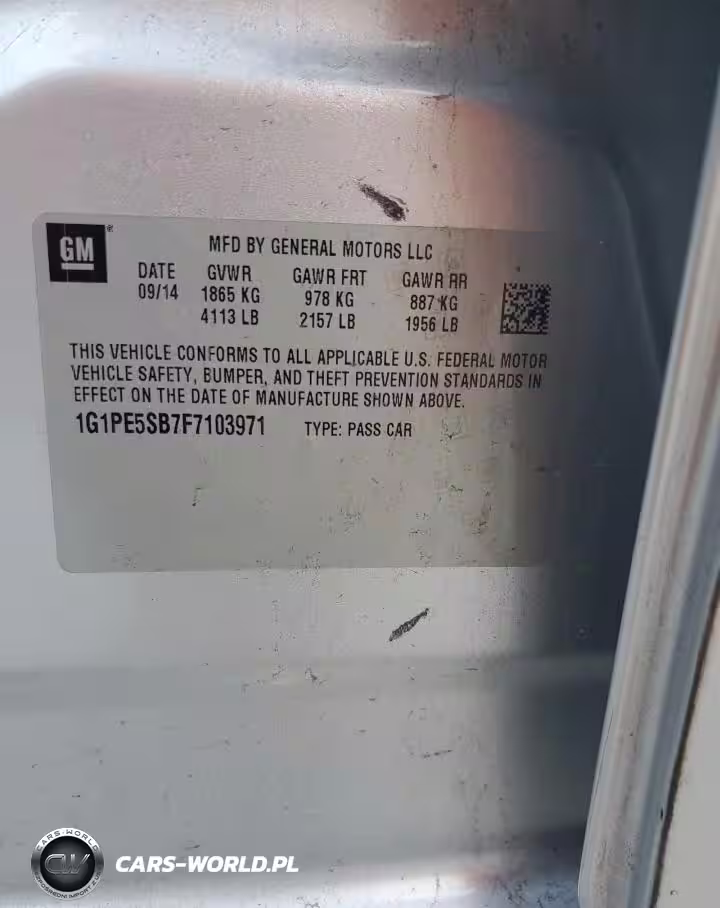 GM®
MFD BY GENERAL MOTORS LLC
DATE GVWR GAWR FRT GAWR RR
09/14 1865 KG 978 KG 887 KG
4113 LB 2157 LB 1956 LB
THIS VEHICLE CONFORMS TO ALL APPLICABLE U.S. FEDERAL MOTOR
VEHICLE SAFETY, BUMPER, AND THEFT PREVENTION STANDARDS IN
EFFECT ON THE DATE OF MANUFACTURE SHOWN ABOVE.
1G1PE5SB7F7103971 TYPE: PASS CAR
CARS-WORLD
CW
CARS-WORLD.PL